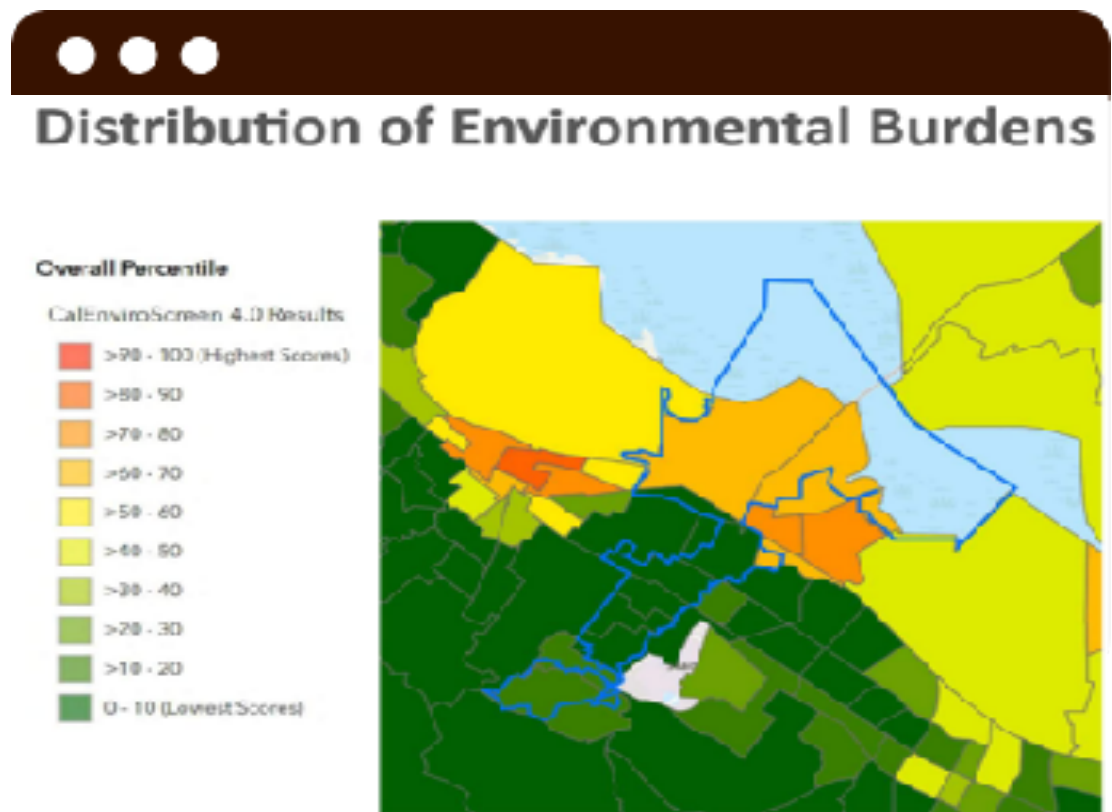 Distribution of Environmental Burdens
Overall Percentile
CalEnviroScreen 4.0 Results
>90 - 100 (Highest Scores)
>80 - 90
>70 - 80
>60 - 70
>50 - 60
>40 - 50
>30 - 40
>20 - 30
>10 - 20
0 - 10 (Lowest Scores)